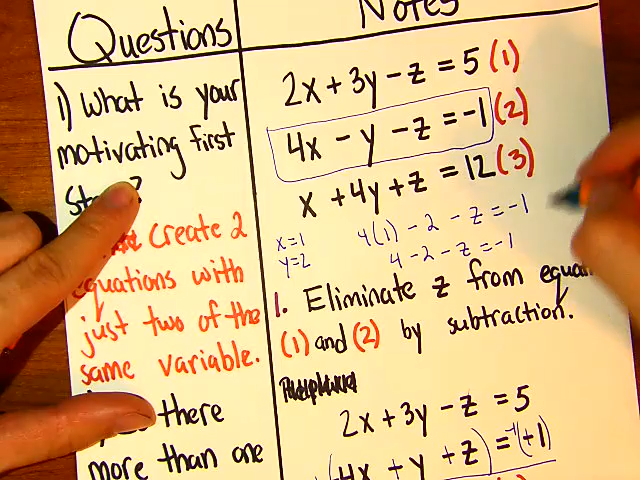 Questions
Notes
1) What is your
motivating first
create 2
equations with
just two of the
same variable.
there
more than one
2x + 3y - z = 5 (1)
4x - y - z = -1 (2)
x + 4y + z = 12 (3)
x=1
y=2
4(1) - 2 - z = -1
4 - 2 - z = -1
1. Eliminate z from
(1) and (2) by subtraction.
2x + 3y - z = 5
(4x + y + z) = -(+1)